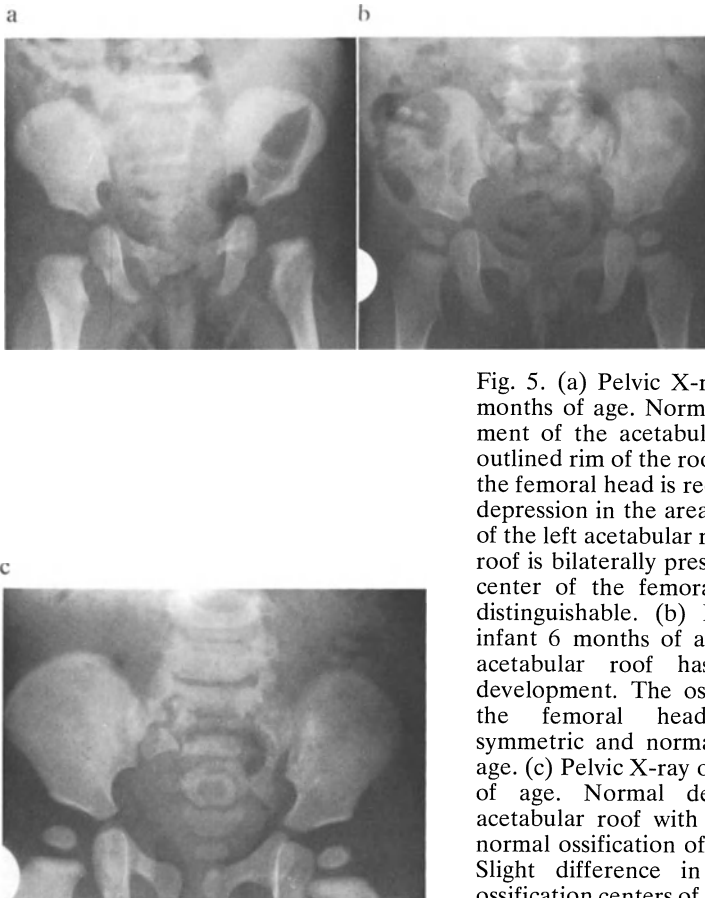 a
b
Fig. 5. (a) Pelvic X-r
months of age. Norm
ment of the acetabul
outlined rim of the roo
the femoral head is re
depression in the area
of the left acetabular r
roof is bilaterally pres
center of the femora
distinguishable. (b)
infant 6 months of a
acetabular roof has
development. The os
the femoral head
symmetric and norma
age. (c) Pelvic X-ray o
of age. Normal de
acetabular roof with
normal ossification of
Slight difference in
ossification centers of
c